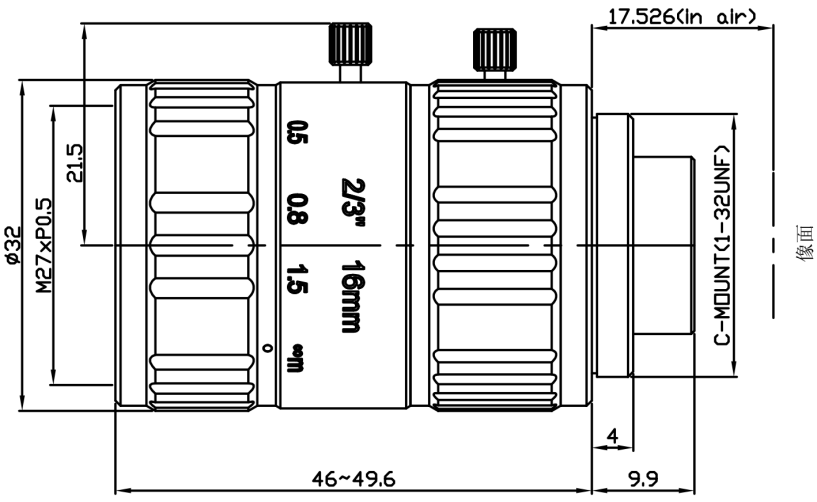 17.526(In air)
0.5
0.8
1.5
∞m
2/3" 16mm
21.5
M27xP0.5
ϕ32
C-MOUNT(1-32UNF)
像面
4
46~49.6
9.9